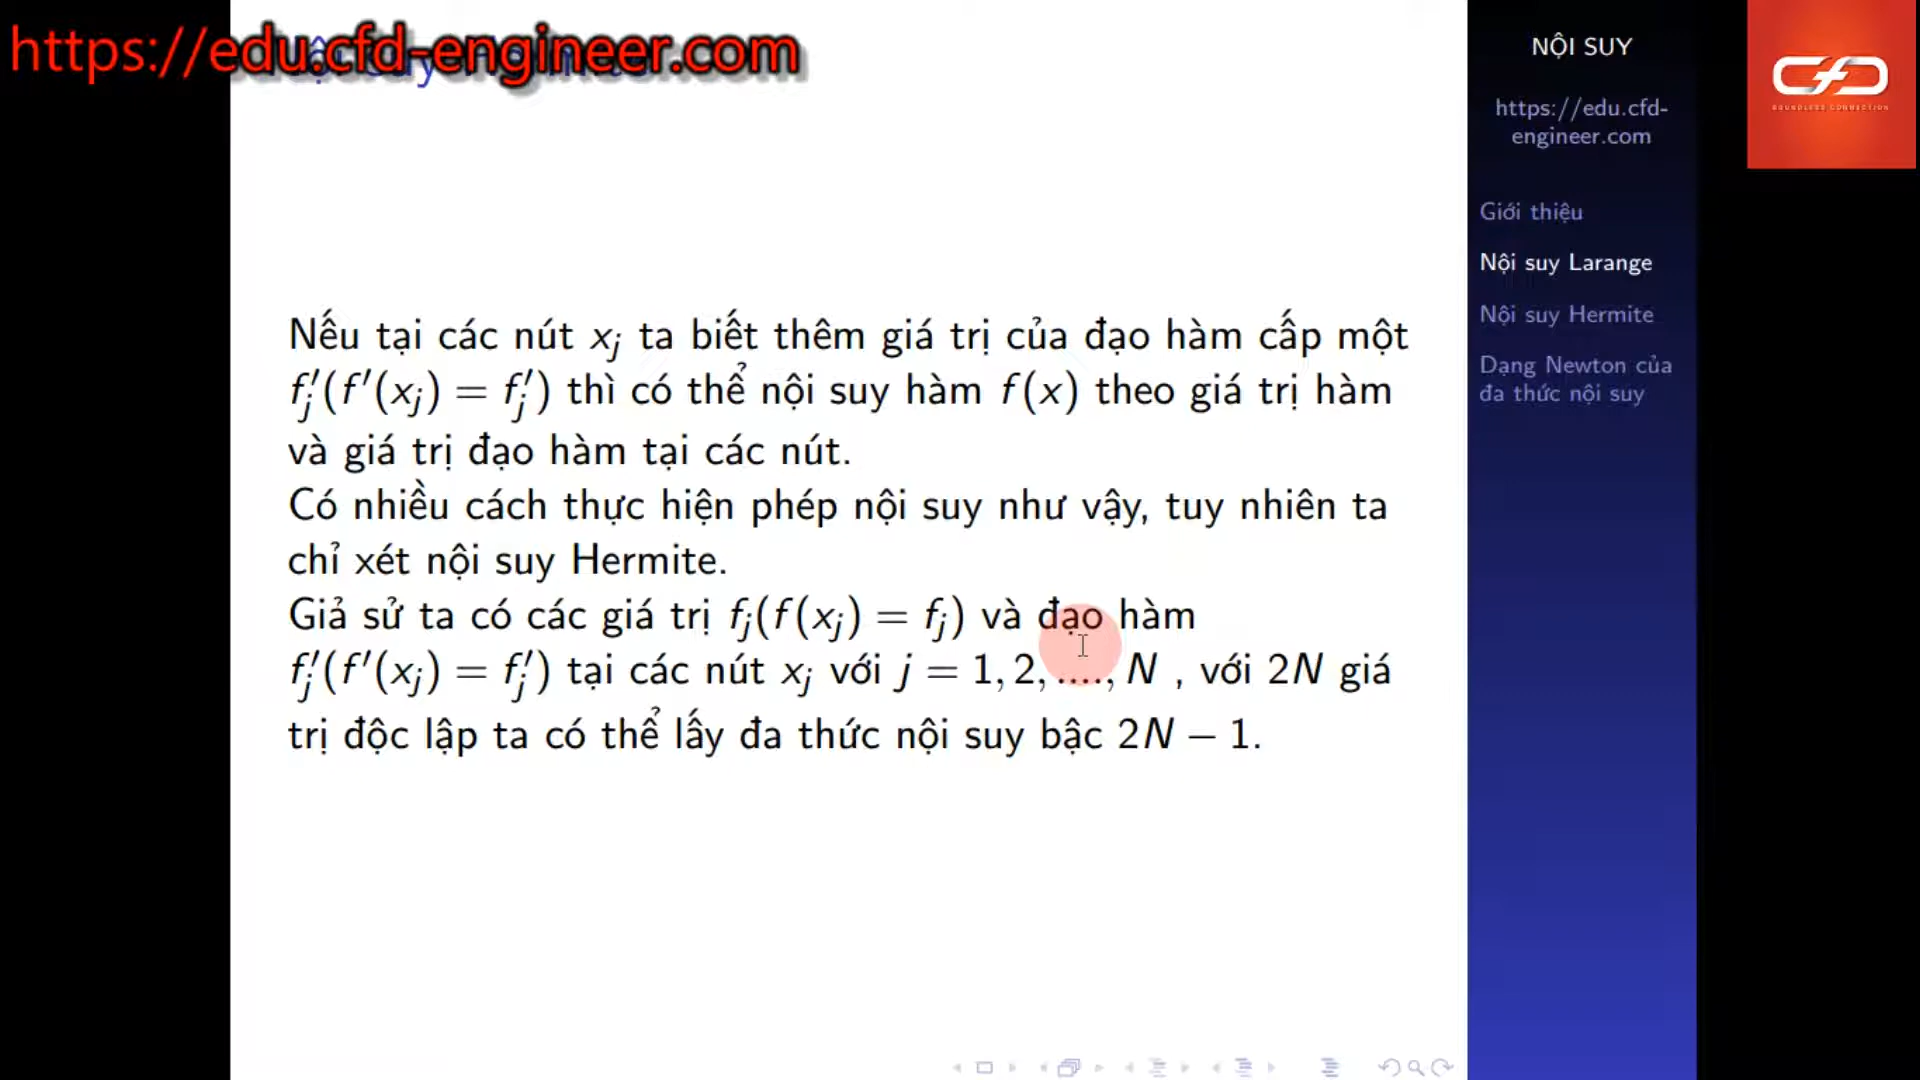 https://edu.cfd-engineer.com
Nếu tại các nút xj ta biết thêm giá trị của đạo hàm cấp một
f′j(f′(xj) = f′j) thì có thể nội suy hàm f(x) theo giá trị hàm
và giá trị đạo hàm tại các nút.
Có nhiều cách thực hiện phép nội suy như vậy, tuy nhiên ta
chỉ xét nội suy Hermite.
Giả sử ta có các giá trị fj(f(xj) = fj) và đạo hàm
f′j(f′(xj) = f′j) tại các nút xj với j = 1, 2, ...., N , với 2N giá
trị độc lập ta có thể lấy đa thức nội suy bậc 2N − 1.
NỘI SUY
https://edu.cfd-
engineer.com
Giới thiệu
Nội suy Larange
Nội suy Hermite
Dạng Newton của
đa thức nội suy
CFD
BOUNDLESS CONNECTION